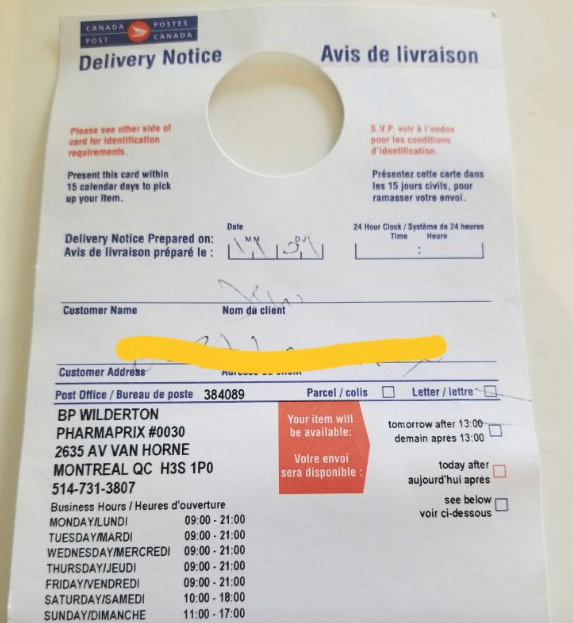 CANADA POSTES
POST CANADA
Delivery Notice Avis de livraison
Please see other side of S.V.P. voir à l'endos
card for identification pour les conditions
requirements. d'identification.
Present this card within Présentez cette carte dans
15 calendar days to pick les 15 jours civils, pour
up your item. ramasser votre envoi.
Date 24 Hour Clock / Système de 24 heures
Delivery Notice Prepared on: MM DJ Time Heure
Avis de livraison préparé le : :
Customer Name Nom du client
Customer Address
Post Office / Bureau de poste 384089 Parcel / colis Letter / lettre
BP WILDERTON
PHARMAPRIX #0030
2635 AV VAN HORNE
MONTREAL QC H3S 1P0
514-731-3807
Your item will
be available:
Votre envoi
sera disponible :
tomorrow after 13:00
demain apres 13:00
today after
aujourd'hui après
see below
voir ci-dessous
Business Hours / Heures d'ouverture
MONDAY/LUNDI 09:00 - 21:00
TUESDAY/MARDI 09:00 - 21:00
WEDNESDAY/MERCREDI 09:00 - 21:00
THURSDAY/JEUDI 09:00 - 21:00
FRIDAY/VENDREDI 09:00 - 21:00
SATURDAY/SAMEDI 10:00 - 18:00
SUNDAY/DIMANCHE 11:00 - 17:00